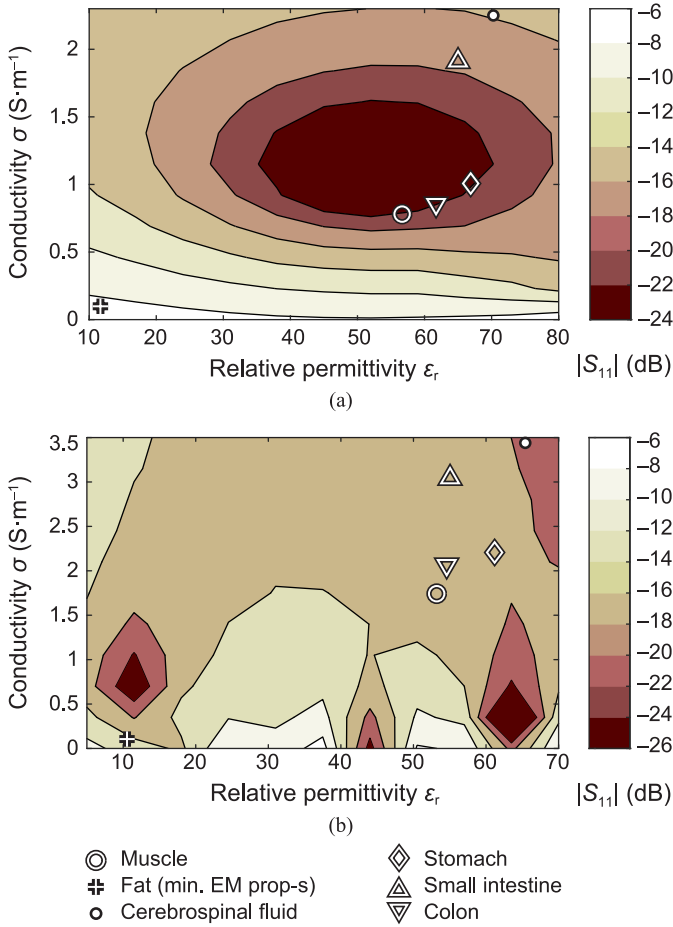 2
1.5
1
0.5
0
Conductivity σ (S·m⁻¹)
10 20 30 40 50 60 70 80
Relative permittivity εr
–6
–8
–10
–12
–14
–16
–18
–20
–22
–24
|S11| (dB)
(a)
3.5
3
2.5
2
1.5
1
0.5
0
Conductivity σ (S·m⁻¹)
10 20 30 40 50 60 70
Relative permittivity εr
–6
–8
–10
–12
–14
–16
–18
–20
–24
–26
|S11| (dB)
(b)
Muscle
Fat (min. EM prop-s)
Cerebrospinal fluid
Stomach
Small intestine
Colon